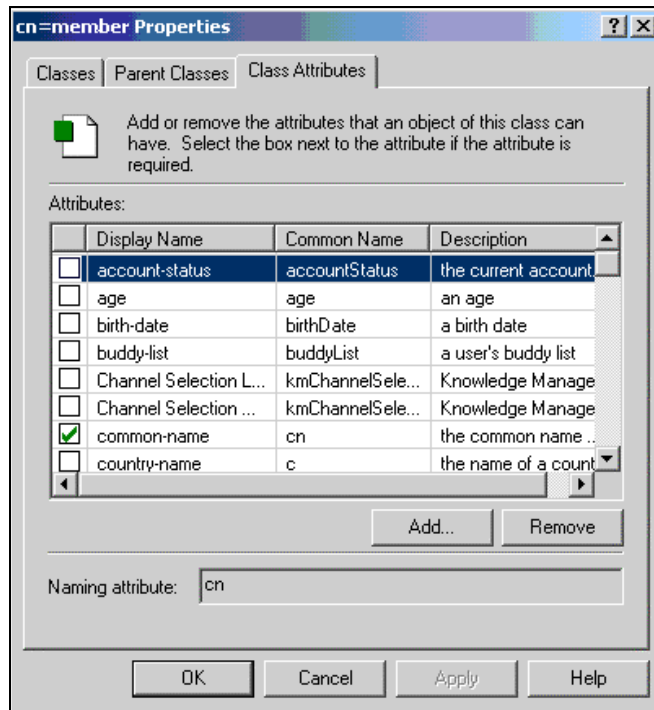 cn=member Properties
Classes Parent Classes Class Attributes
Add or remove the attributes that an object of this class can
have. Select the box next to the attribute if the attribute is
required.
Attributes:
Display Name Common Name Description
account-status accountStatus the current account
age age an age
birth-date birthDate a birth date
buddy-list buddyList a user's buddy list
Channel Selection L... kmChannelSele... Knowledge Manage
Channel Selection ... kmChannelSele... Knowledge Manage
common-name cn the common name ..
country-name c the name of a count
Add... Remove
Naming attribute: cn
OK Cancel Apply Help